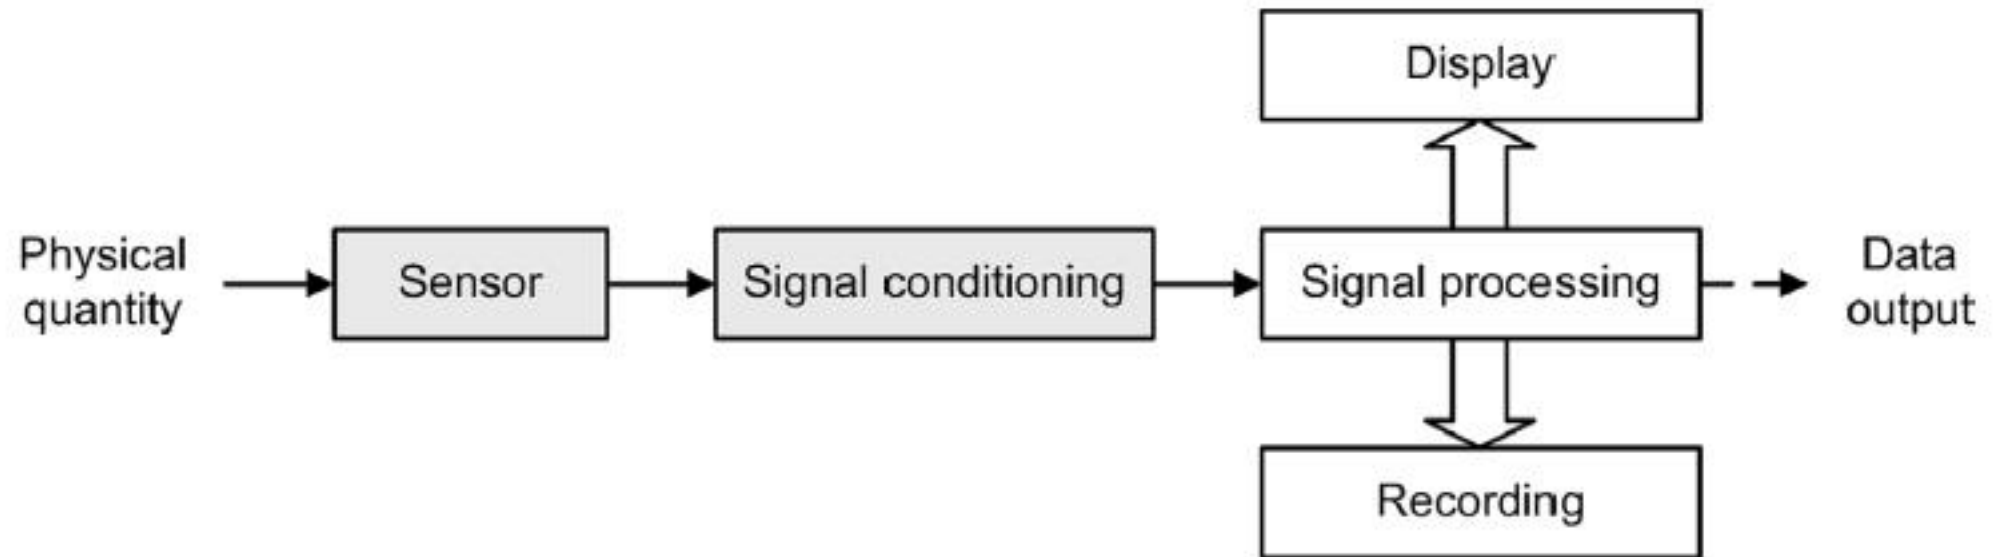 Display
Physical
quantity
Sensor
Signal conditioning
Signal processing
Data
output
Recording